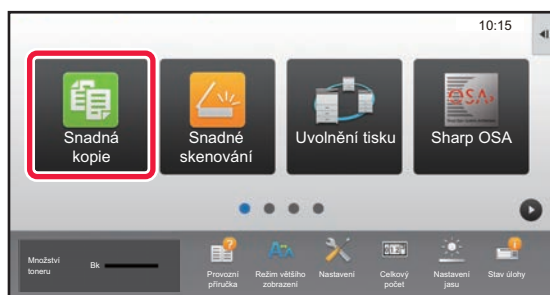 10:15
Snadná
kopie
Snadné
skenování
Uvolnění tisku
OSA
Sharp OSA
Množství
toneru
Bk
Provozní
příručka
Režim většího
zobrazení
Nastavení
Celkový
počet
Nastavení
jasu
Stav úlohy